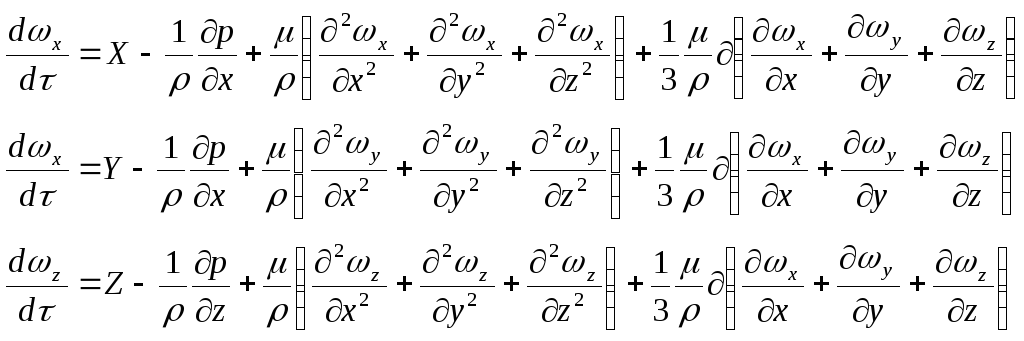 dω_x/dτ = X - 1/ρ ∂p/∂x + μ/ρ [∂²ω_x/∂x² + ∂²ω_x/∂y² + ∂²ω_x/∂z²] + 1/3 μ/ρ ∂[∂ω_x/∂x + ∂ω_y/∂y + ∂ω_z/∂z]
dω_x/dτ = Y - 1/ρ ∂p/∂x + μ/ρ [∂²ω_y/∂x² + ∂²ω_y/∂y² + ∂²ω_y/∂z²] + 1/3 μ/ρ ∂[∂ω_x/∂x + ∂ω_y/∂y + ∂ω_z/∂z]
dω_z/dτ = Z - 1/ρ ∂p/∂z + μ/ρ [∂²ω_z/∂x² + ∂²ω_z/∂y² + ∂²ω_z/∂z²] + 1/3 μ/ρ ∂[∂ω_x/∂x + ∂ω_y/∂y + ∂ω_z/∂z]